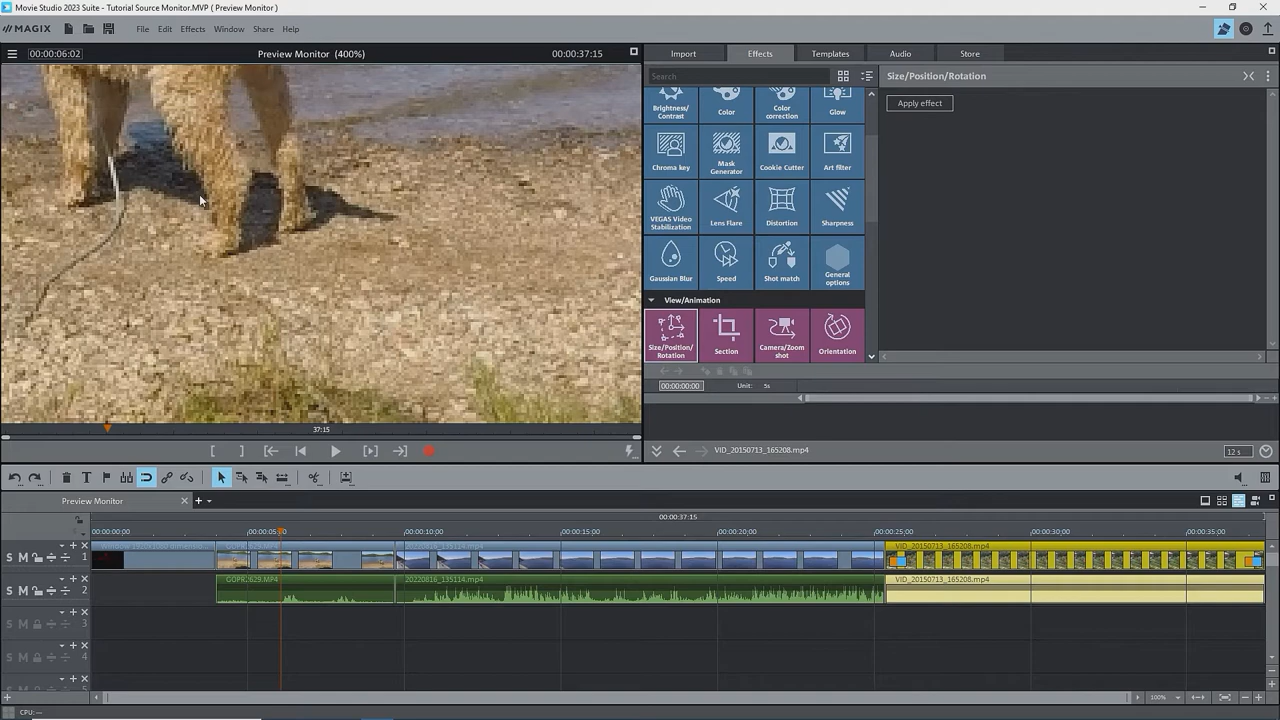 Movie Studio 2023 Suite - Tutorial Source Monitor.MVP ( Preview Monitor )
MAGIX
File Edit Effects Window Share Help
00:00:06:02 Preview Monitor (400%) 00:00:37:15
Import Effects Templates Audio Store
Search
Size/Position/Rotation
Apply effect
Brightness/
Contrast
Color
Color
correction
Glow
Chroma key
Mask
Generator
Cookie Cutter
Art filter
VEGAS Video
Stabilization
Lens Flare
Distortion
Sharpness
Gaussian Blur
Speed
Shot match
General
options
View/Animation
Size/Position/
Rotation
Section
Camera/Zoom
shot
Orientation
00:00:00:00 Unit: 5s
37:15
VID_20150713_165208.mp4 12 s
Preview Monitor
00:00:37:15
00:00:00:00 00:00:10:00 00:00:15:00 00:00:20:00 00:00:25:00 00:00:30:00 00:00:35:00
S M 1 20220816_135114.mp4 VID_20150713_165208.mp4
S M 2 20220816_135114.mp4 VID_20150713_165208.mp4
S M 3
S M 4
100%
CPU: —